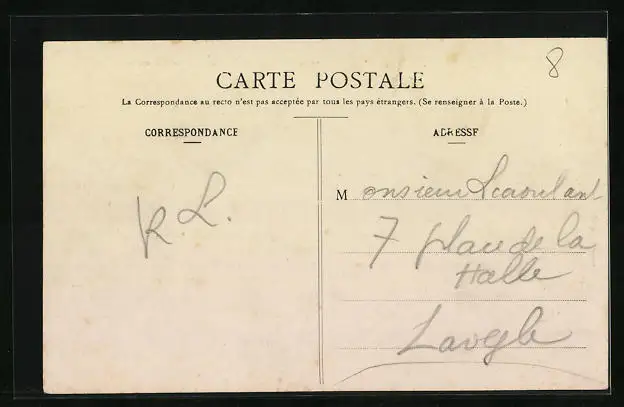 8
CARTE POSTALE
La Correspondance au recto n'est pas acceptée par tous les pays étrangers. (Se renseigner à la Poste.)
CORRESPONDANCE
ADRESSE
R. L.
Monsieur
7 place de la
Halle